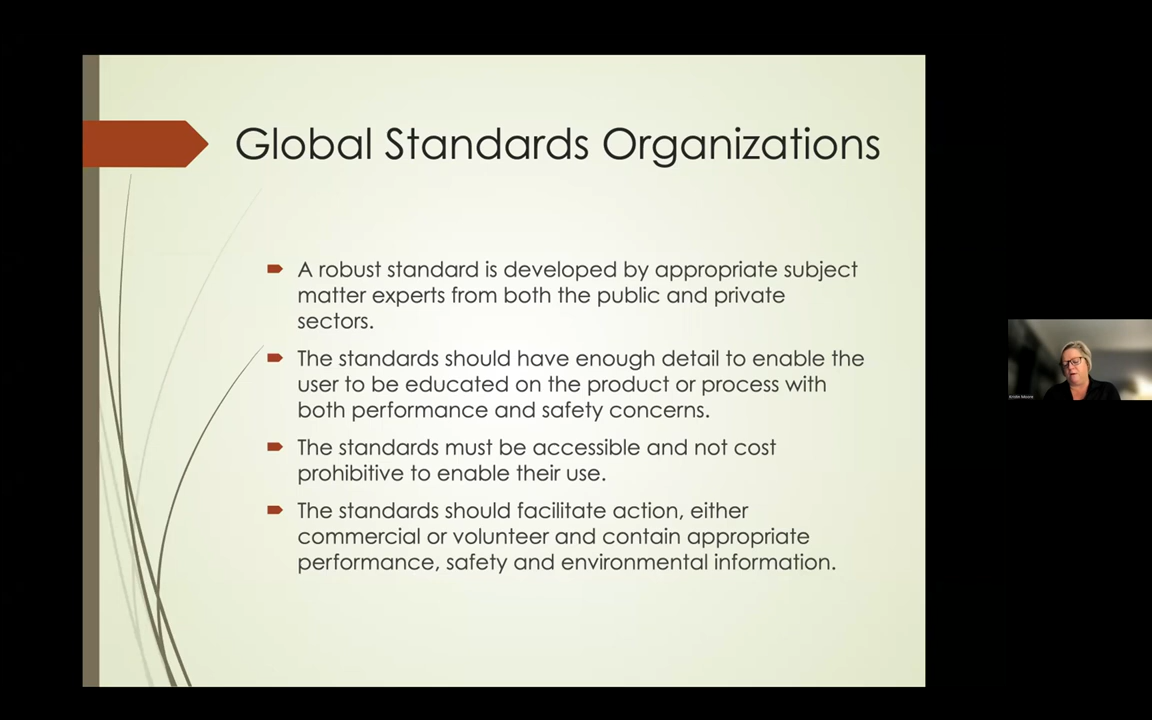 Global Standards Organizations
A robust standard is developed by appropriate subject
matter experts from both the public and private
sectors.
The standards should have enough detail to enable the
user to be educated on the product or process with
both performance and safety concerns.
The standards must be accessible and not cost
prohibitive to enable their use.
The standards should facilitate action, either
commercial or volunteer and contain appropriate
performance, safety and environmental information.